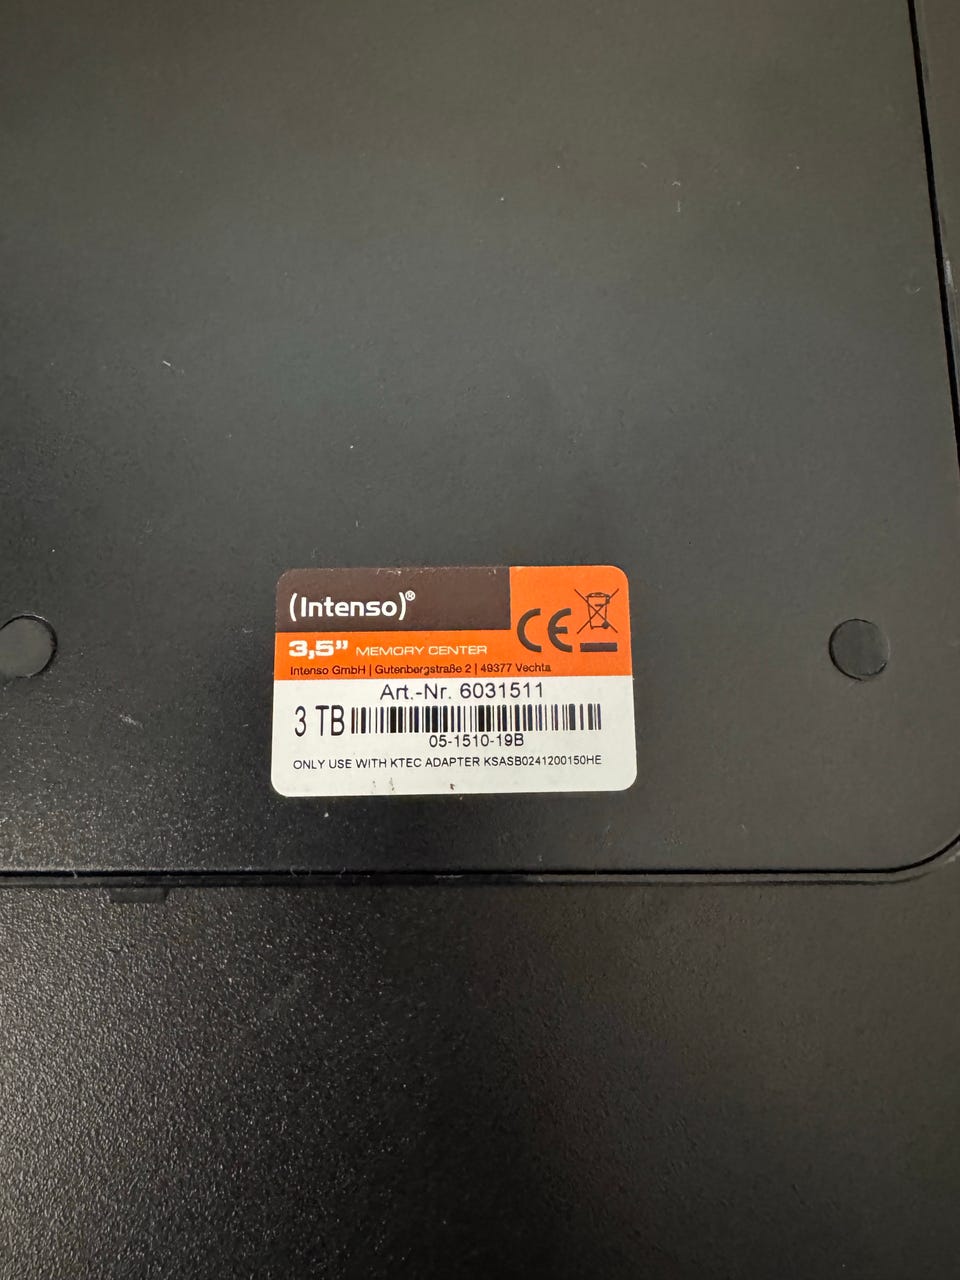 (Intenso)®
3,5" MEMORY CENTER
Intenso GmbH | Gutenbergstraße 2 | 49377 Vechta
CE
Art.-Nr. 6031511
3 TB
05-1510-19B
ONLY USE WITH KTEC ADAPTER KSASB0241200150HE